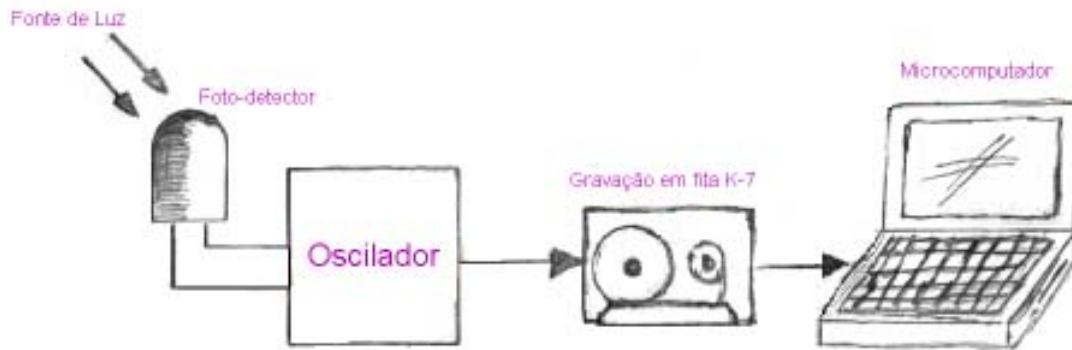 Fonte de Luz
Foto-detector
Oscilador
Gravação em fita K-7
Microcomputador